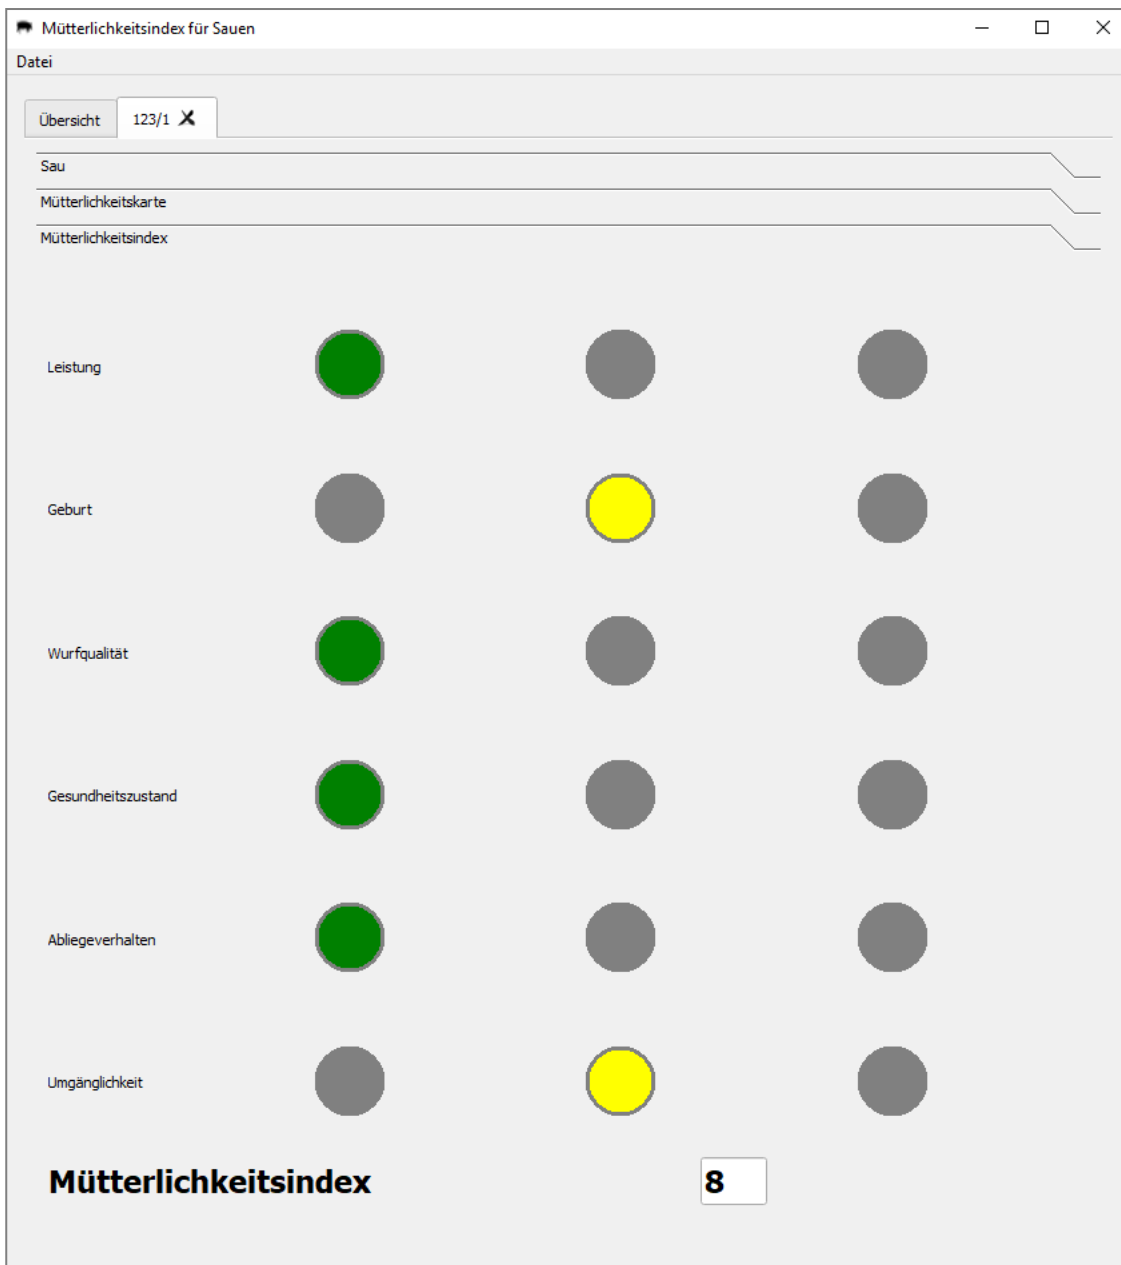 Mütterlichkeitsindex für Sauen
Datei
Übersicht 123/1
Sau
Mütterlichkeitskarte
Mütterlichkeitsindex
Leistung
Geburt
Wurfqualität
Gesundheitszustand
Abliegeverhalten
Umgänglichkeit
Mütterlichkeitsindex 8